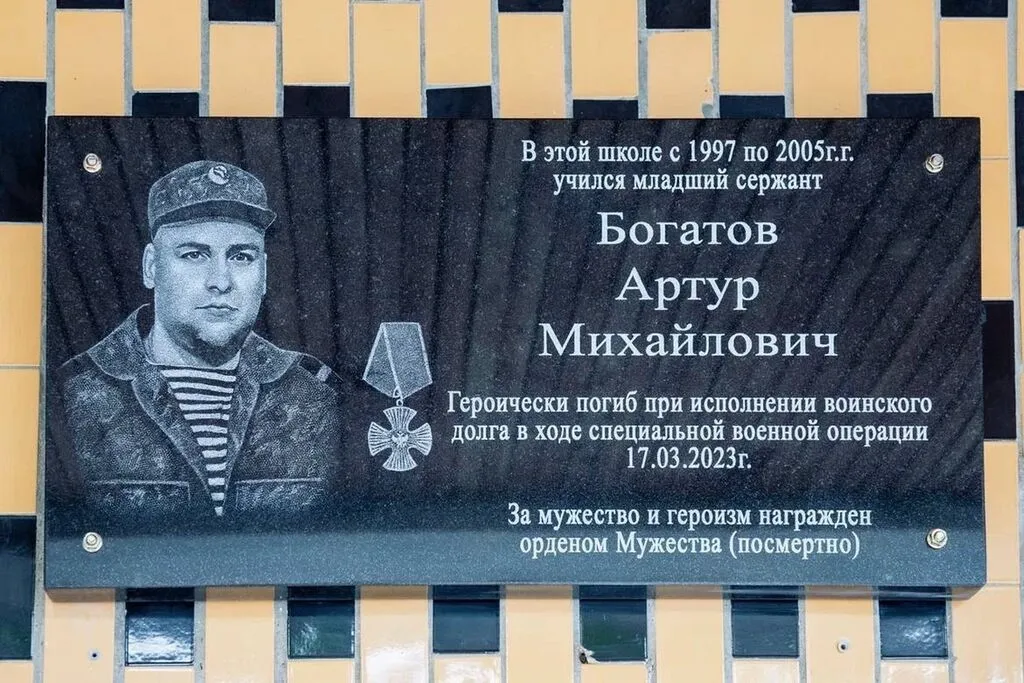 В этой школе с 1997 по 2005г.г.
учился младший сержант
Богатов
Артур
Михайлович
Героически погиб при исполнении воинского
долга в ходе специальной военной операции
17.03.2023г.
За мужество и героизм награжден
орденом Мужества (посмертно)